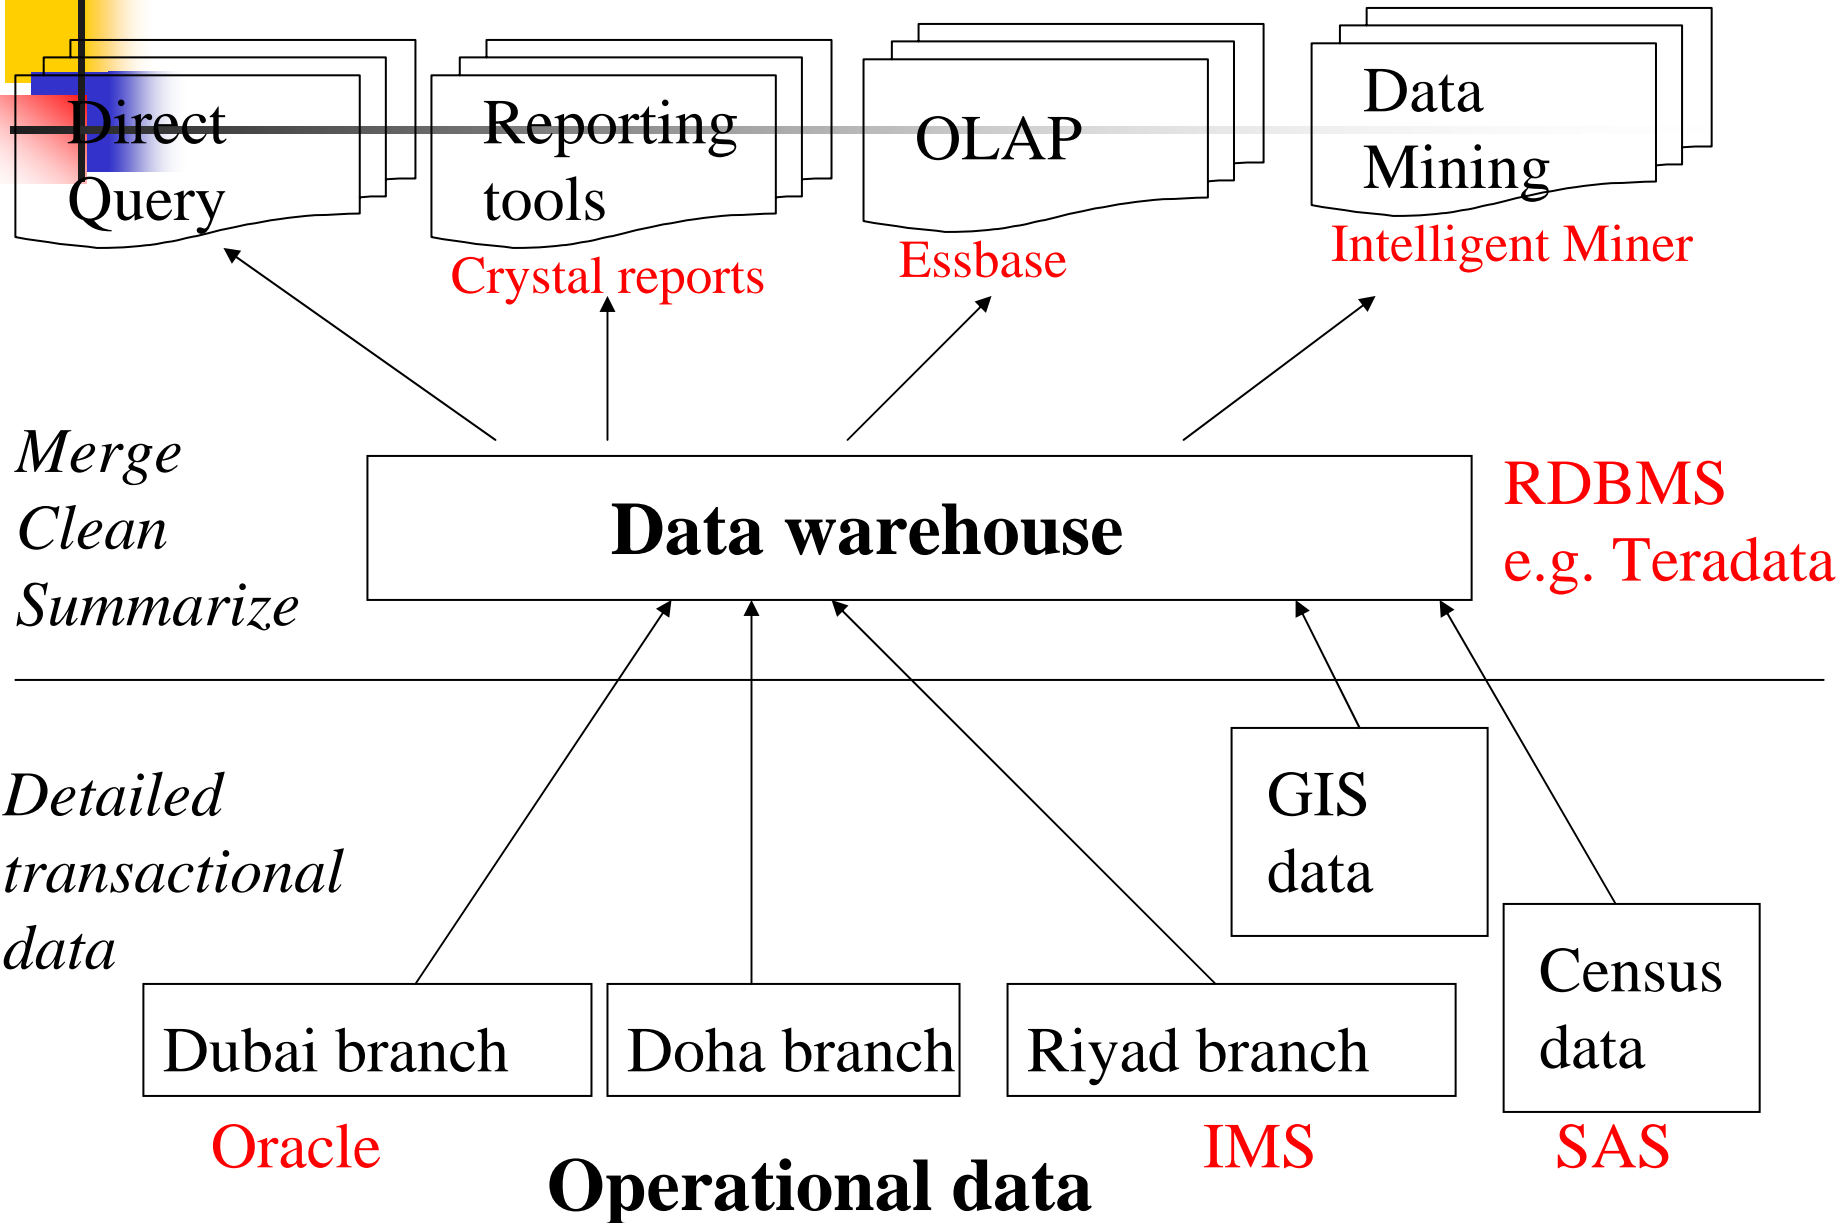 Direct
Query
Reporting
tools
Crystal reports
OLAP
Essbase
Data
Mining
Intelligent Miner
Merge
Clean
Summarize
Data warehouse
RDBMS
e.g. Teradata
Detailed
transactional
data
GIS
data
Census
data
SAS
Dubai branch
Oracle
Doha branch
Riyad branch
IMS
Operational data